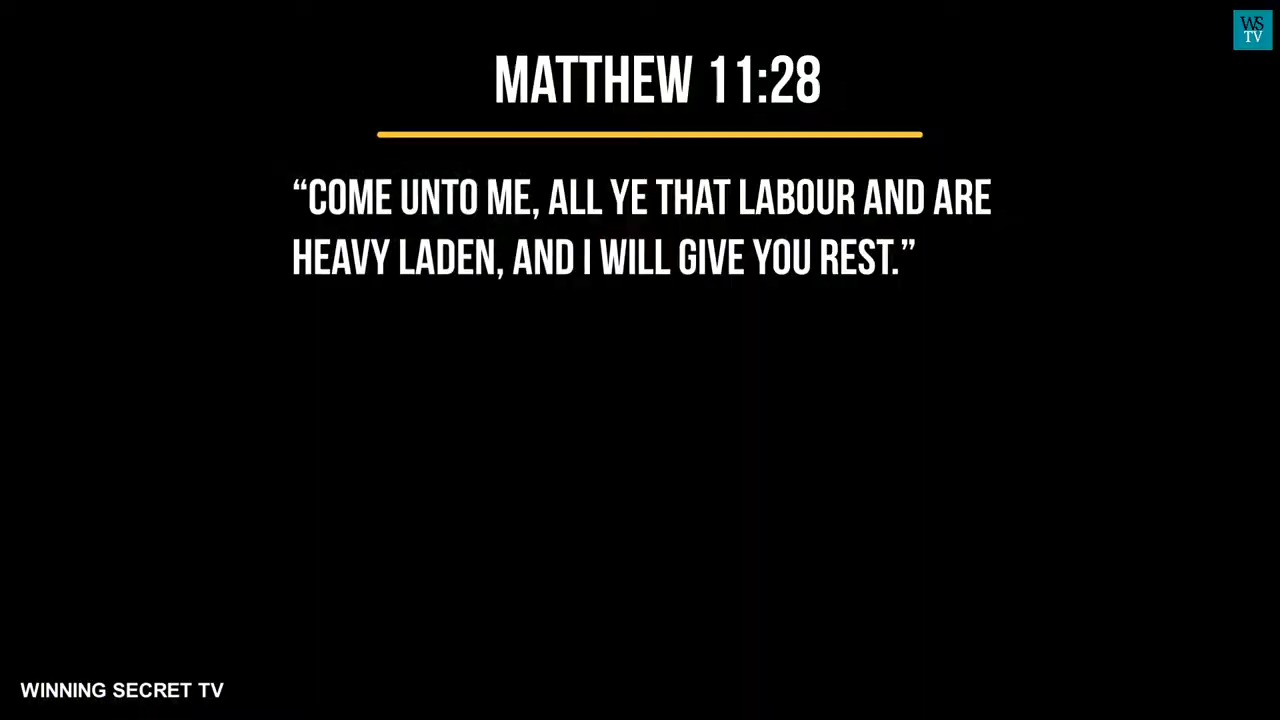 WS
TV
MATTHEW 11:28
“COME UNTO ME, ALL YE THAT LABOUR AND ARE
HEAVY LADEN, AND I WILL GIVE YOU REST.”
WINNING SECRET TV